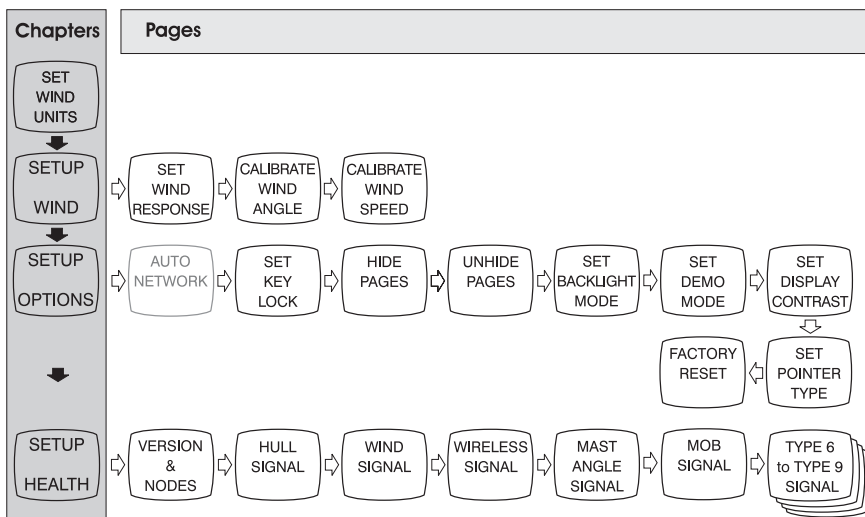 Chapters
Pages
SET
WIND
UNITS
SETUP
WIND
SET
WIND
RESPONSE
CALIBRATE
WIND
ANGLE
CALIBRATE
WIND
SPEED
SETUP
OPTIONS
AUTO
NETWORK
SET
KEY
LOCK
HIDE
PAGES
UNHIDE
PAGES
SET
BACKLIGHT
MODE
SET
DEMO
MODE
SET
DISPLAY
CONTRAST
SET
POINTER
TYPE
FACTORY
RESET
SETUP
HEALTH
VERSION
&
NODES
HULL
SIGNAL
WIND
SIGNAL
WIRELESS
SIGNAL
MAST
ANGLE
SIGNAL
MOB
SIGNAL
TYPE 6
to TYPE 9
SIGNAL